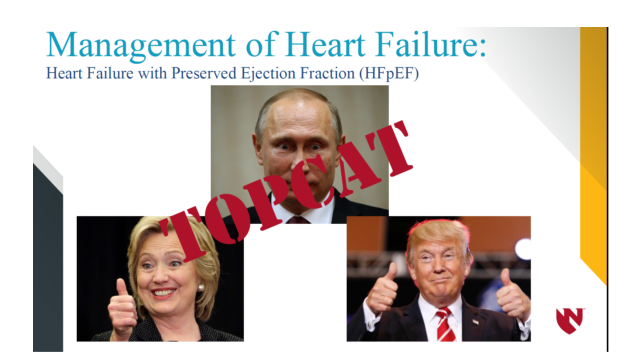 Management of Heart Failure:
Heart Failure with Preserved Ejection Fraction (HFpEF)
TOPCAT